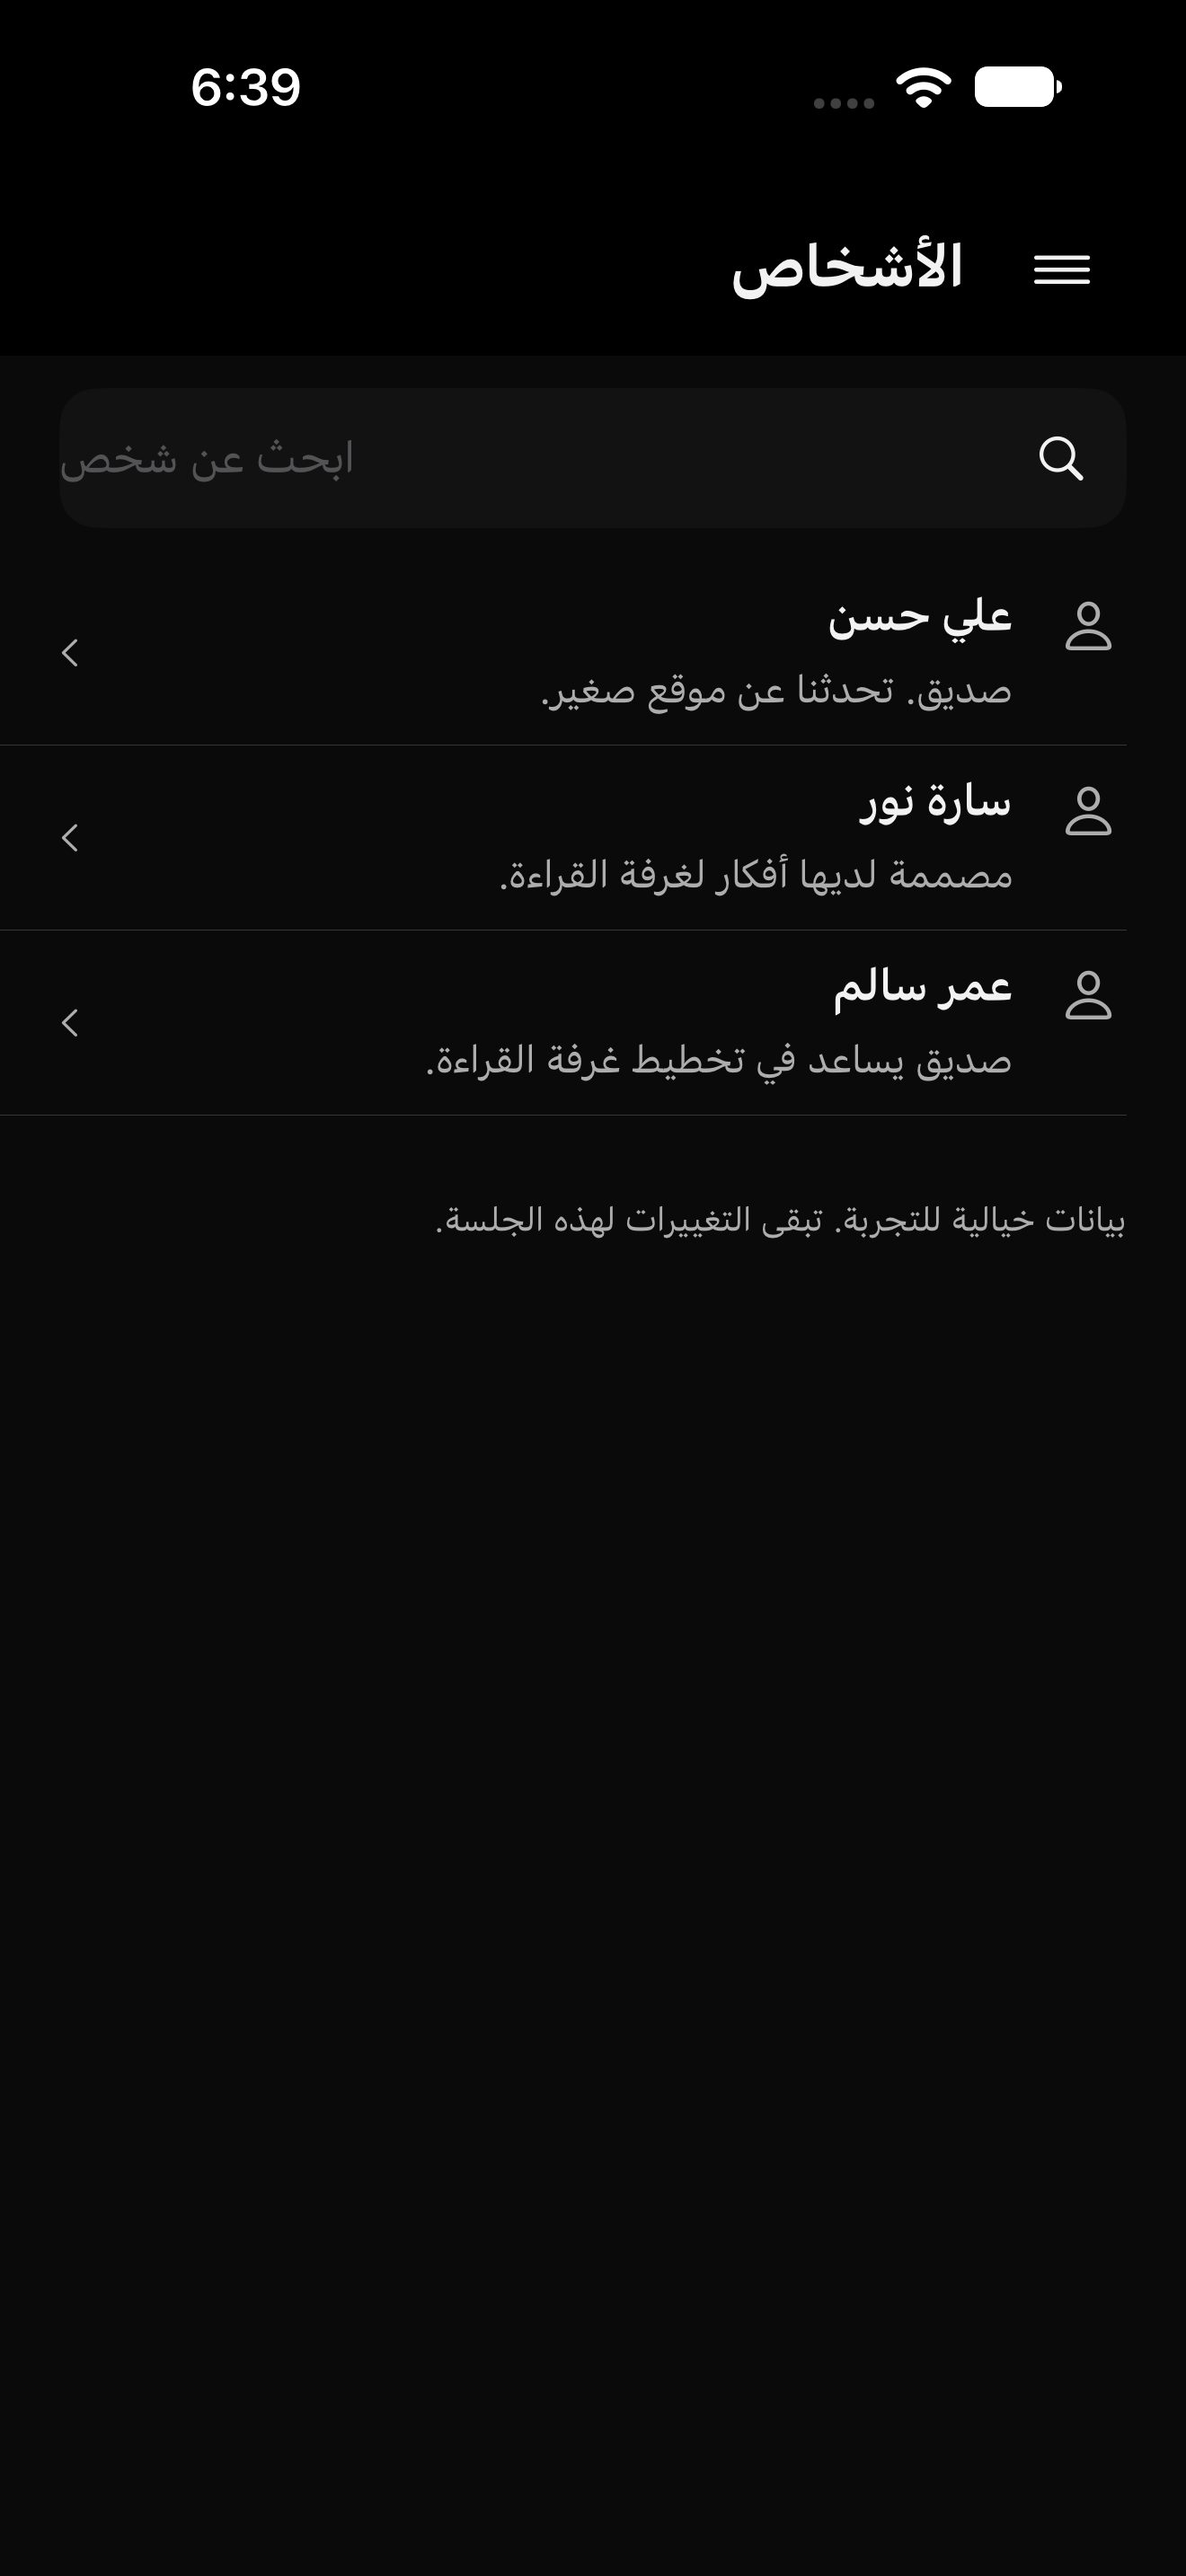 6:39
الأشخاص
ابحث عن شخص
علي حسن
صديق. تحدثنا عن موقع صغير.
سارة نور
مصممة لديها أفكار لغرفة القراءة.
عمر سالم
صديق يساعد في تخطيط غرفة القراءة.
بيانات خيالية للتجربة. تبقى التغييرات لهذه الجلسة.